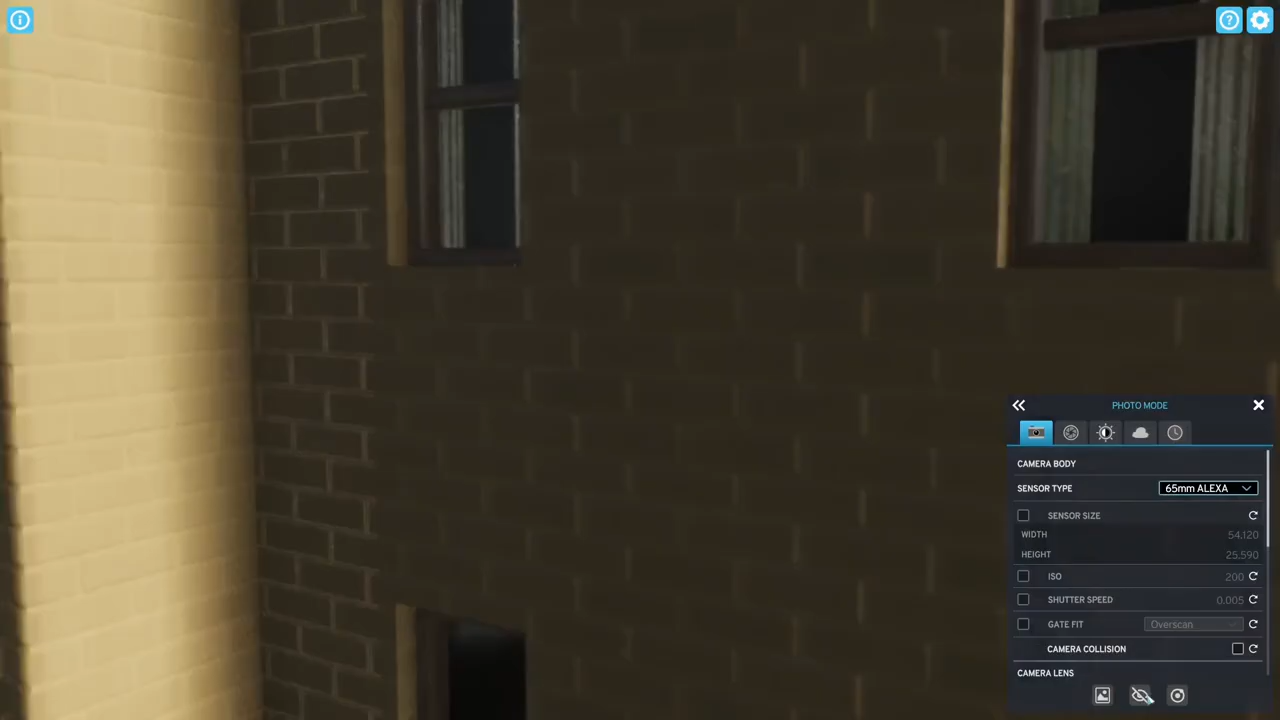 PHOTO MODE
CAMERA BODY
SENSOR TYPE 65mm ALEXA
SENSOR SIZE
WIDTH 54,120
HEIGHT 25,590
ISO 200
SHUTTER SPEED 0.005
GATE FIT Overscan
CAMERA COLLISION
CAMERA LENS